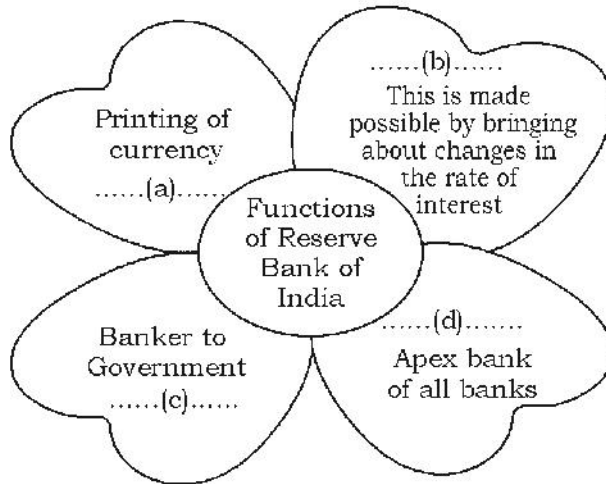 Printing of
currency
......(a)......
......(b)......
This is made
possible by bringing
about changes in
the rate of
interest
Functions
of Reserve
Bank of
India
Banker to
Government
......(c)......
......(d).......
Apex bank
of all banks